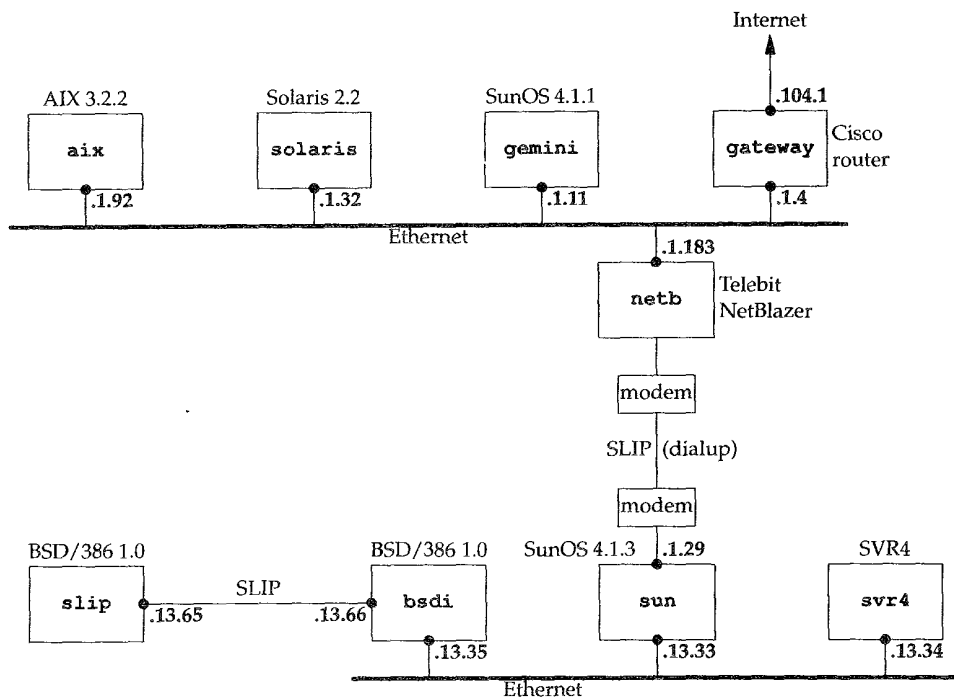 Internet
AIX 3.2.2
Solaris 2.2
SunOS 4.1.1
.104.1
aix
solaris
gemini
gateway
Cisco
router
.1.92
.1.32
.1.11
.1.4
Ethernet
.1.183
netb
Telebit
NetBlazer
modem
SLIP (dialup)
modem
BSD/386 1.0
BSD/386 1.0
SunOS 4.1.3
.1.29
SVR4
slip
SLIP
bsdi
sun
svr4
.13.65
.13.66
.13.35
.13.33
.13.34
Ethernet